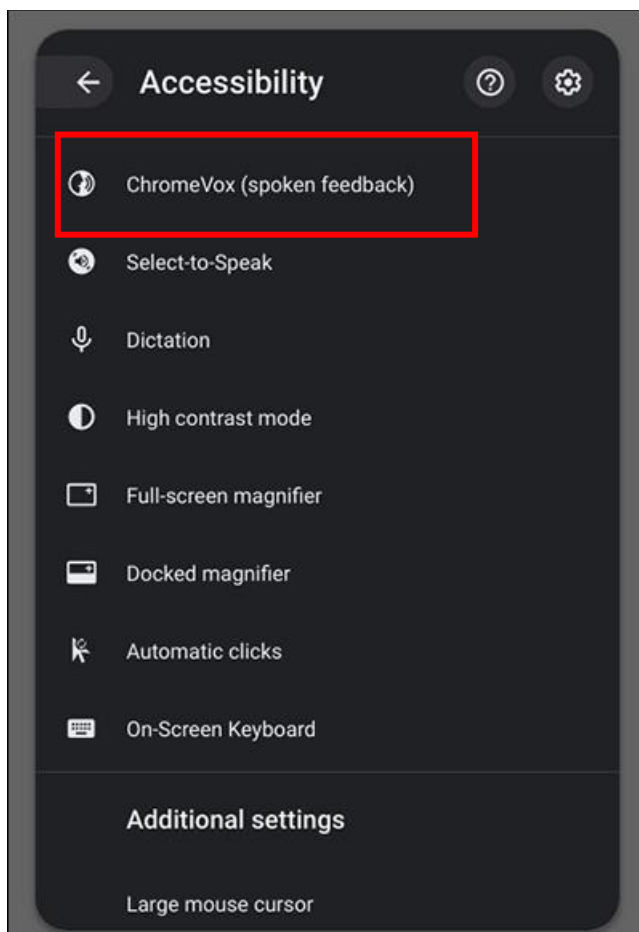 Accessibility
ChromeVox (spoken feedback)
Select-to-Speak
Dictation
High contrast mode
Full-screen magnifier
Docked magnifier
Automatic clicks
On-Screen Keyboard
Additional settings
Large mouse cursor